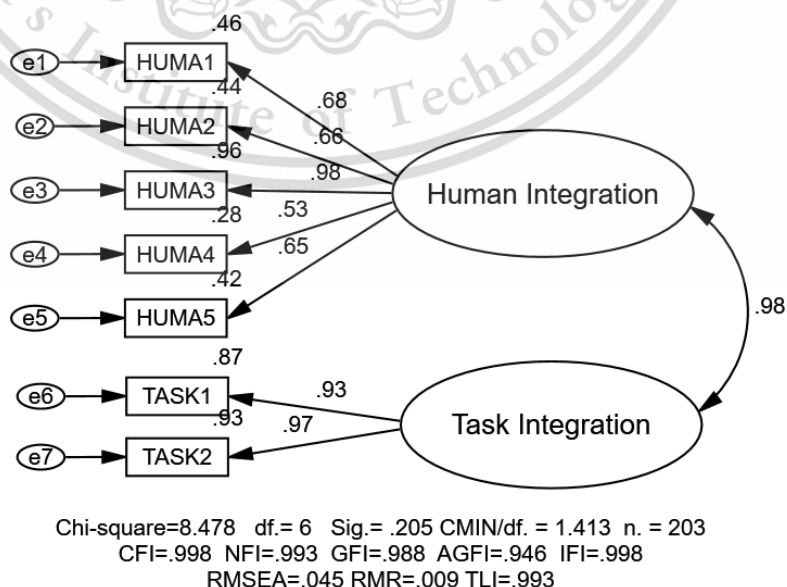 s Institute of Technolo
.46
e1 HUMA1
.44
.68
e2 HUMA2
.66
.96
.98
e3 HUMA3
Human Integration
.28
.53
e4 HUMA4
.65
.42
e5 HUMA5
.98
.87
e6 TASK1
.93
.93
.97
Task Integration
e7 TASK2
Chi-square=8.478 df.= 6 Sig.= .205 CMIN/df. = 1.413 n. = 203
CFI=.998 NFI=.993 GFI=.988 AGFI=.946 IFI=.998
RMSEA=.045 RMR=.009 TLI=.993